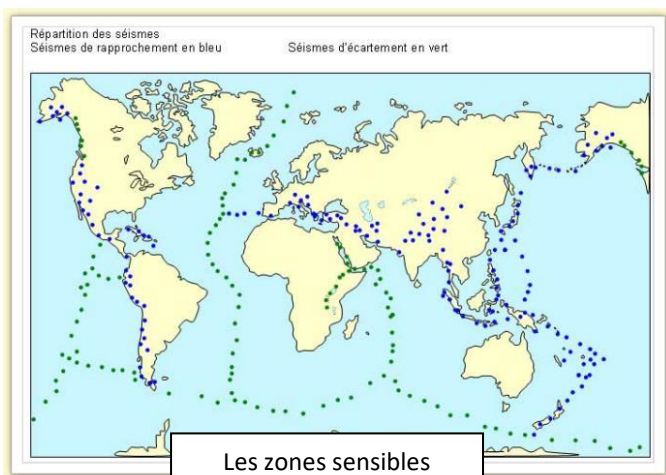 Répartition des séismes
Séismes de rapprochement en bleu Séismes d'écartement en vert
Les zones sensibles